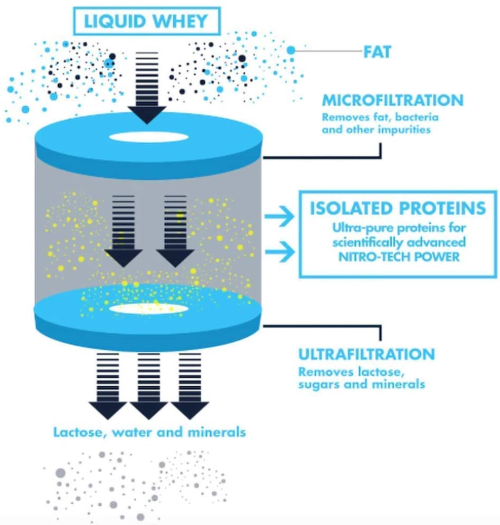 LIQUID WHEY
FAT
MICROFILTRATION
Removes fat, bacteria
and other impurities
ISOLATED PROTEINS
Ultra-pure proteins for
scientifically advanced
NITRO-TECH POWER
ULTRAFILTRATION
Removes lactose,
sugars and minerals
Lactose, water and minerals